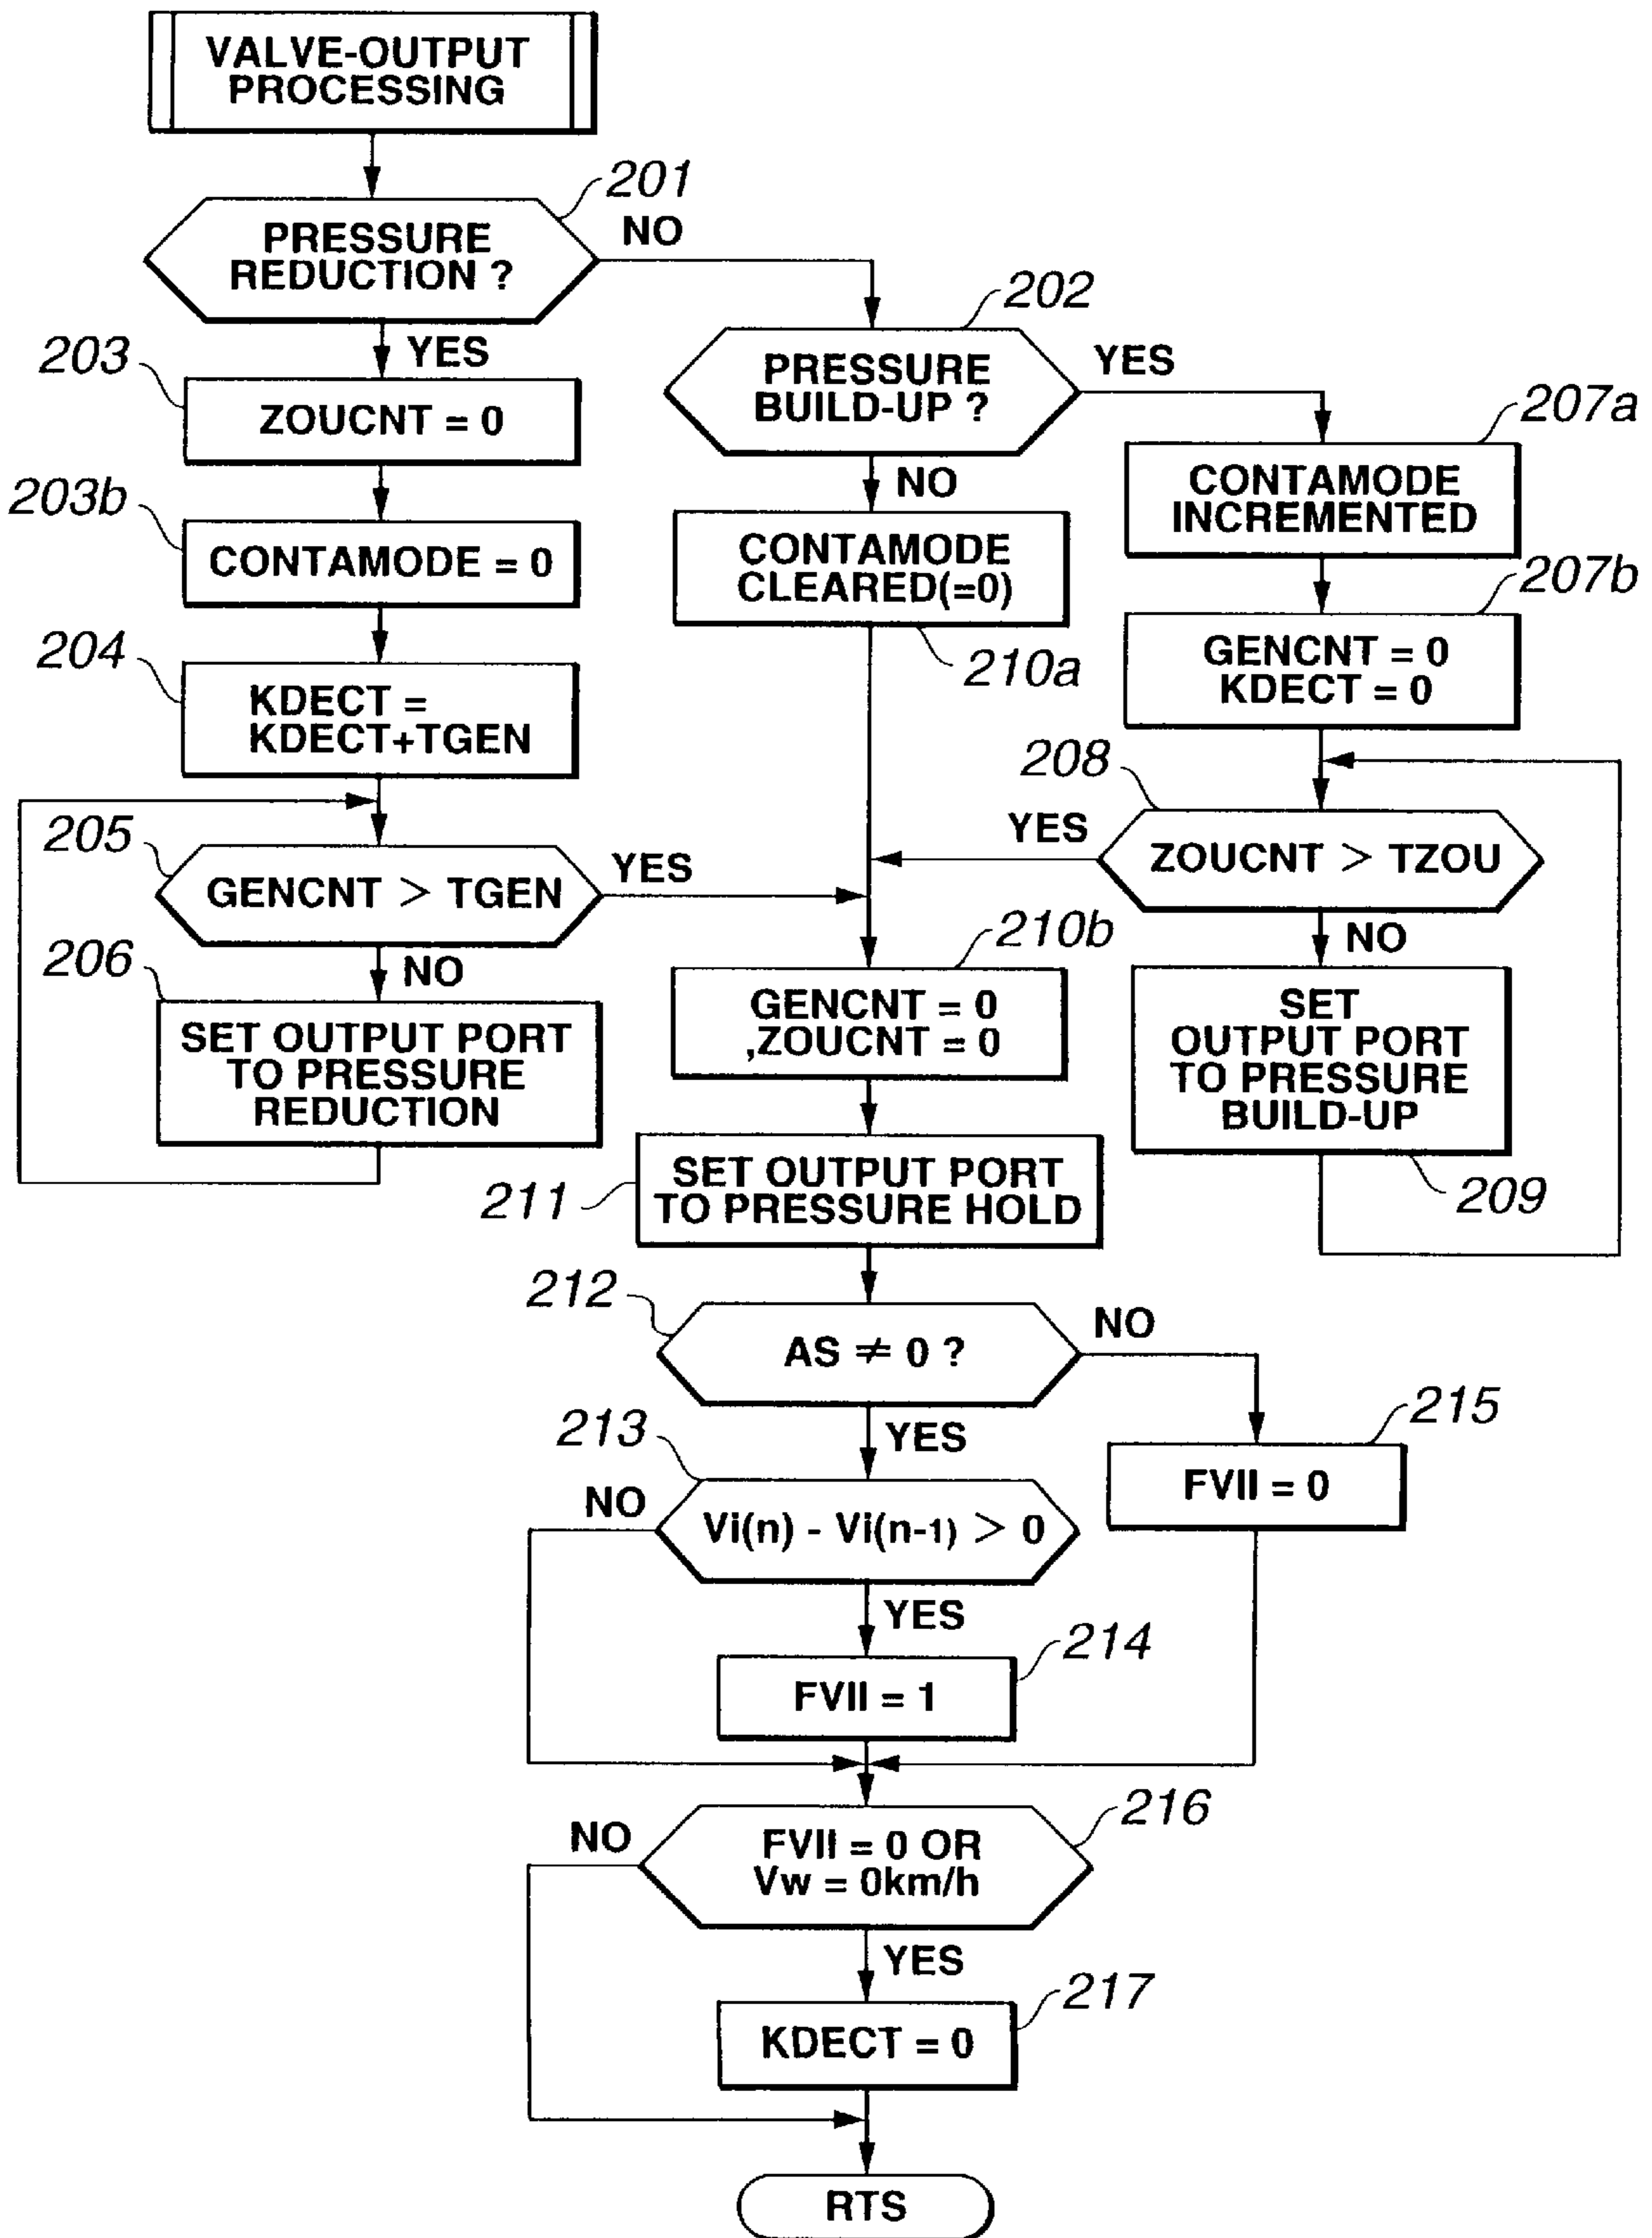 VALVE-OUTPUT
PROCESSING
201
PRESSURE
REDUCTION ?
NO
YES
202
PRESSURE
BUILD-UP ?
YES
NO
203
ZOUCNT = 0
203b
CONTAMODE = 0
204
KDECT =
KDECT+TGEN
205
GENCNT > TGEN
YES
NO
206
SET OUTPUT PORT
TO PRESSURE
REDUCTION
CONTAMODE
CLEARED(=0)
210a
207a
CONTAMODE
INCREMENTED
207b
GENCNT = 0
KDECT = 0
208
ZOUCNT > TZOU
YES
NO
SET
OUTPUT PORT
TO PRESSURE
BUILD-UP
209
210b
GENCNT = 0
,ZOUCNT = 0
211
SET OUTPUT PORT
TO PRESSURE HOLD
212
AS ≠ 0 ?
NO
YES
215
FVII = 0
213
NO
Vi(n) - Vi(n-1) > 0
YES
214
FVII = 1
216
NO
FVII = 0 OR
Vw = 0km/h
YES
217
KDECT = 0
RTS